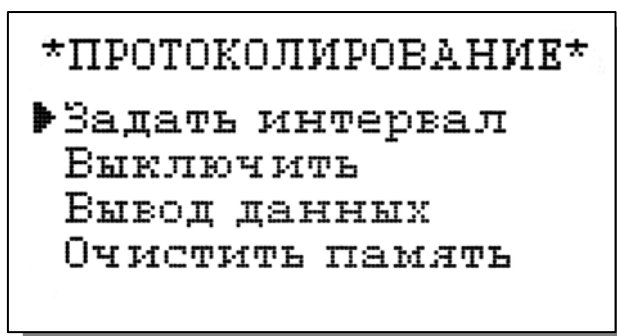 *ПРОТОКОЛИРОВАНИЕ*
Задать интервал
Выключить
Вывод данных
Очистить память